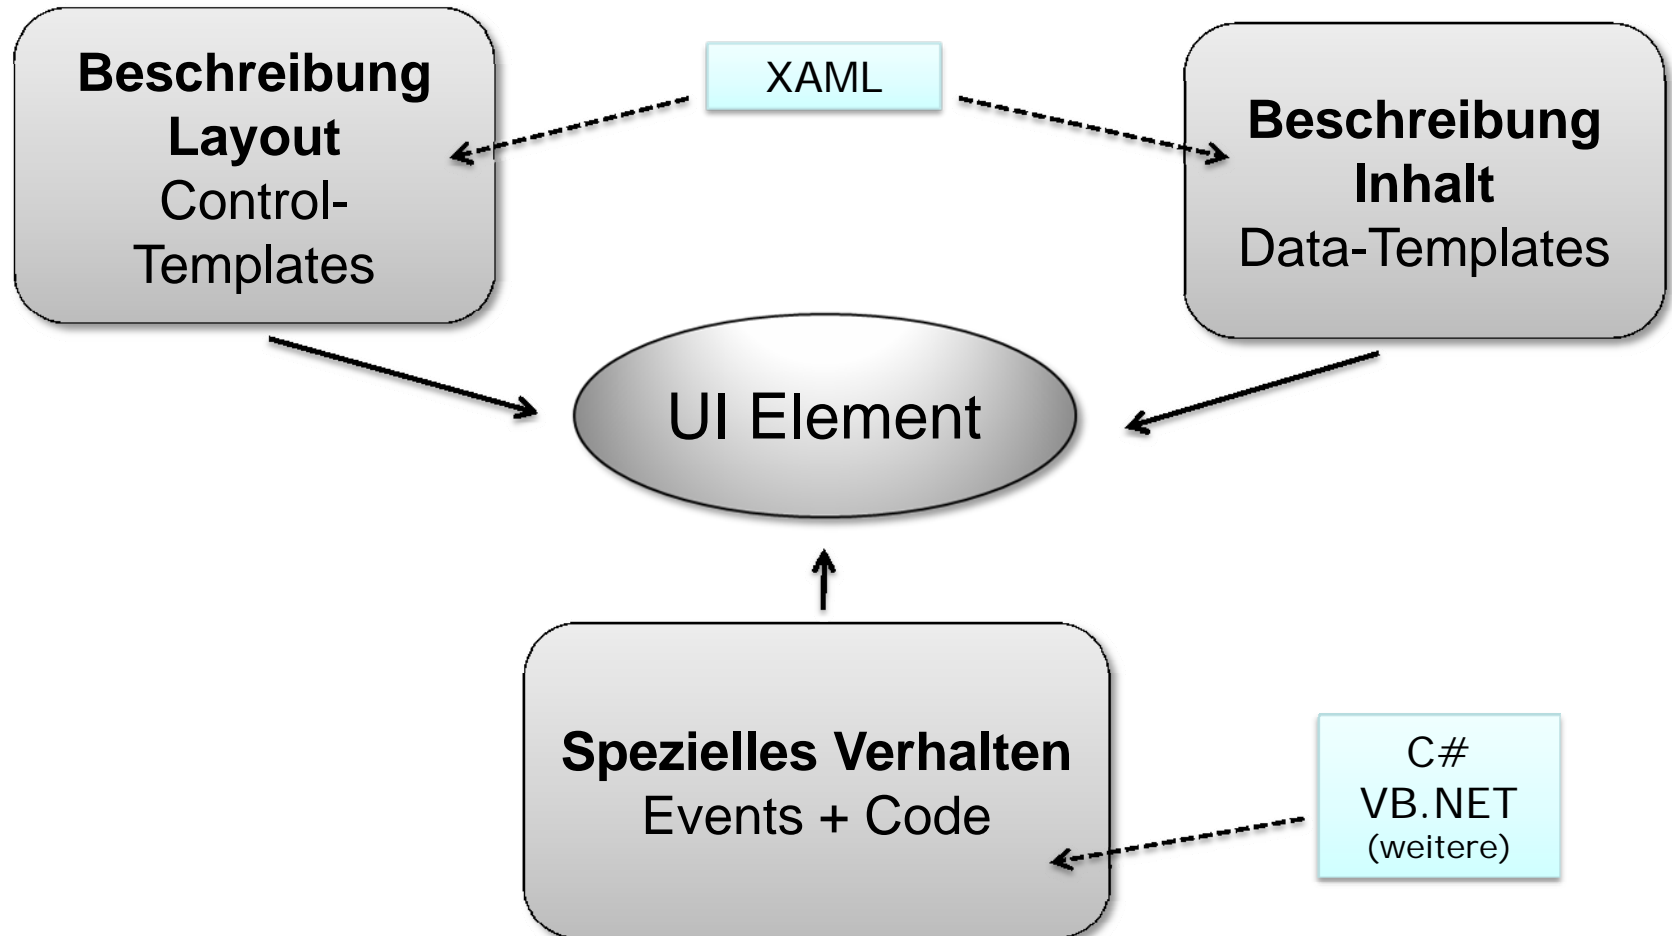 Beschreibung
Layout
Control-
Templates
XAML
Beschreibung
Inhalt
Data-Templates
UI Element
Spezielles Verhalten
Events + Code
C#
VB.NET
(weitere)